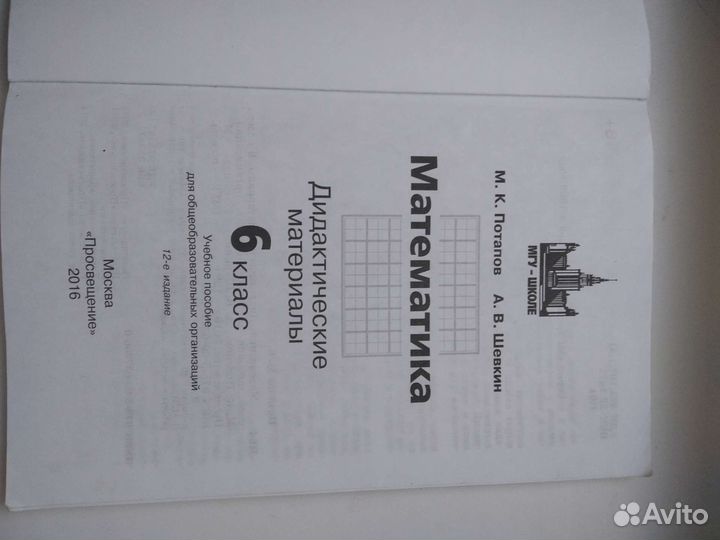 МГУ - ШКОЛЕ
М. К. Потапов А. В. Шевкин
Математика
Дидактические
материалы
6 класс
Учебное пособие
для общеобразовательных организаций
12-е издание
Москва
«Просвещение»
2016
Avito